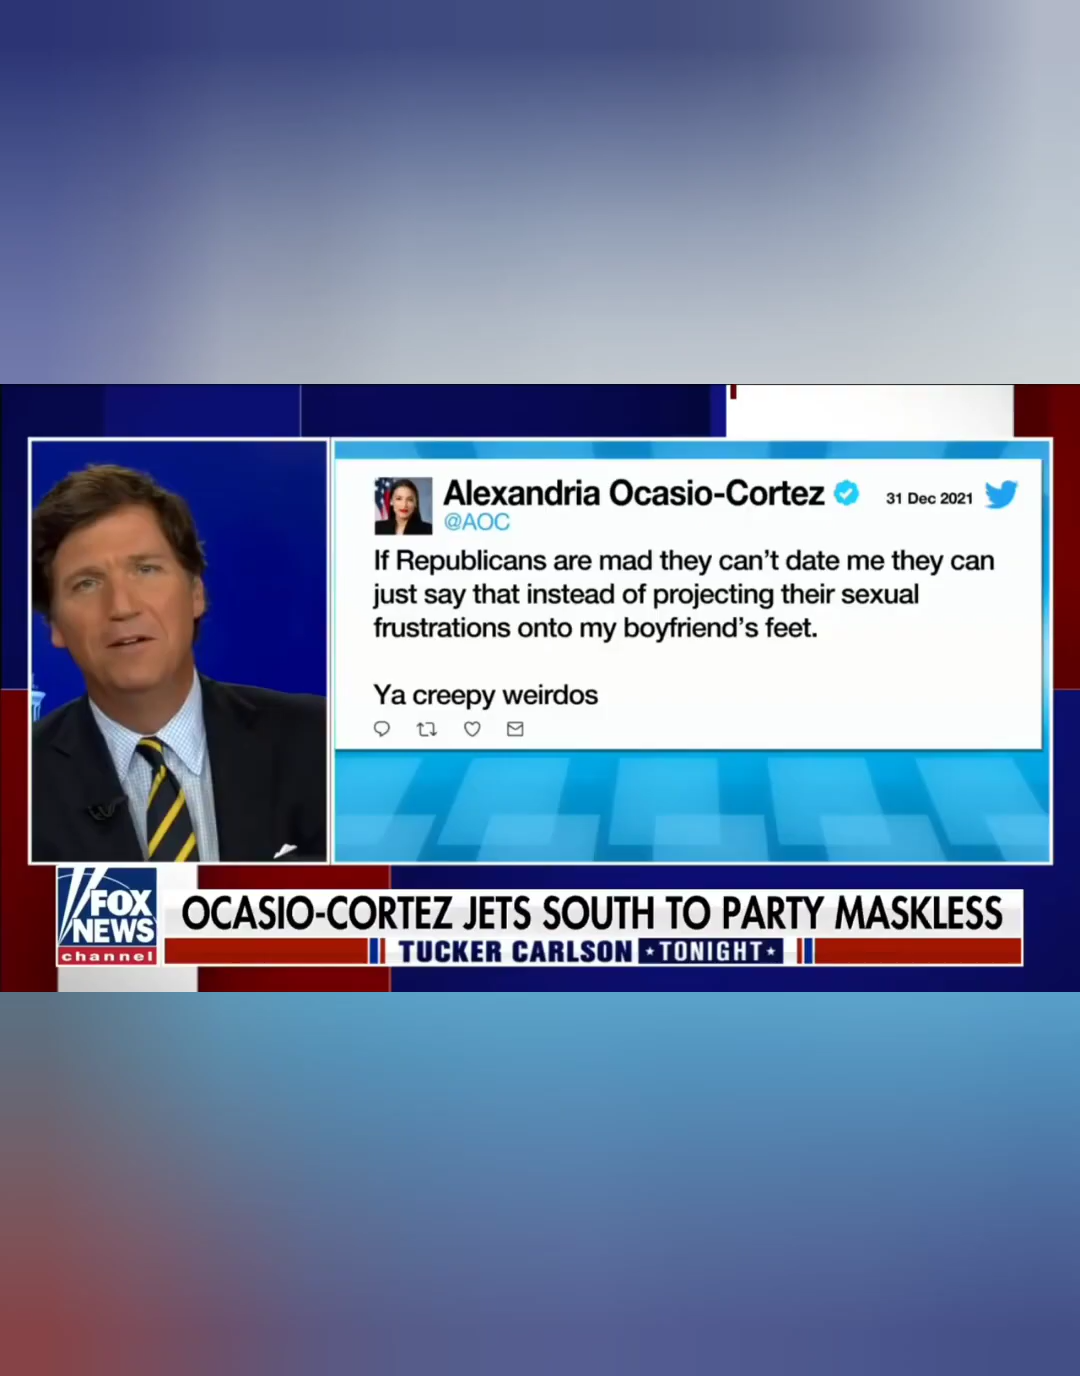 Alexandria Ocasio-Cortez
31 Dec 2021
@AOC
If Republicans are mad they can't date me they can
just say that instead of projecting their sexual
frustrations onto my boyfriend's feet.
Ya creepy weirdos
FOX
NEWS
channel
OCASIO-CORTEZ JETS SOUTH TO PARTY MASKLESS
TUCKER CARLSON TONIGHT